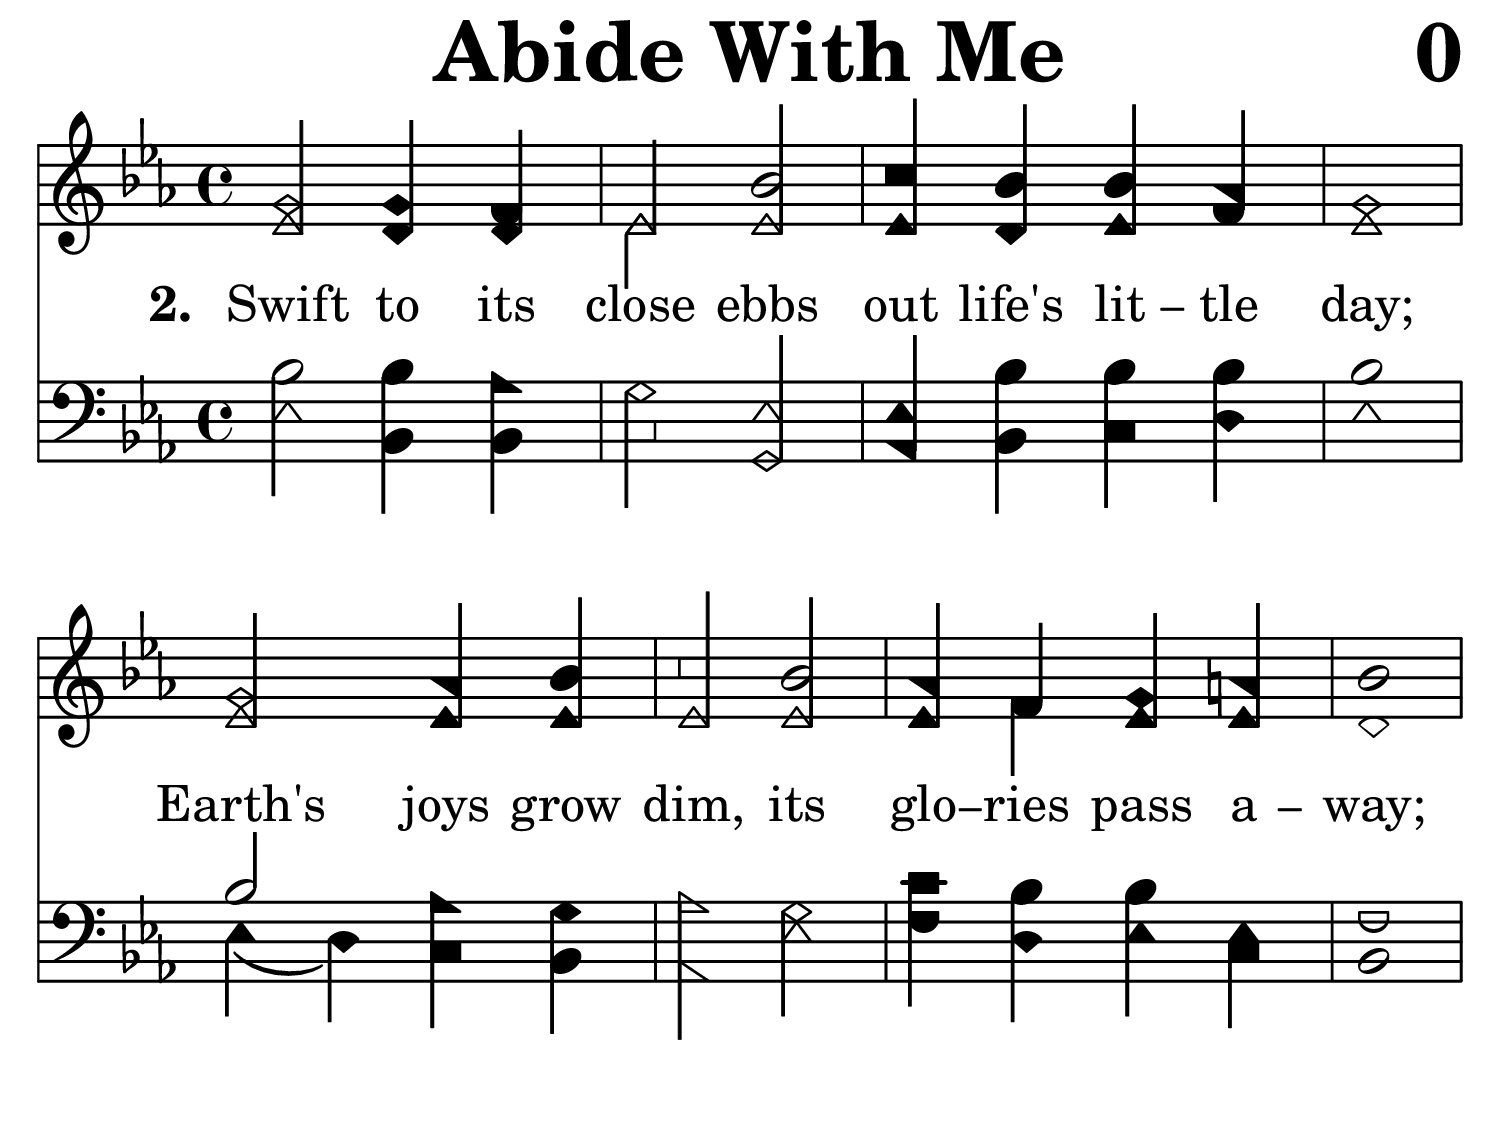 Abide With Me 0
2. Swift to its close ebbs out life's lit – tle day;
Earth's joys grow dim, its glo–ries pass a – way;